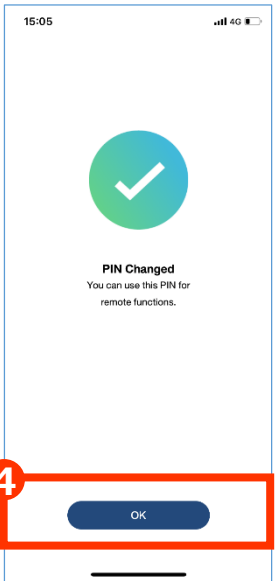 15:05
4G
PIN Changed
You can use this PIN for
remote functions.
4
OK